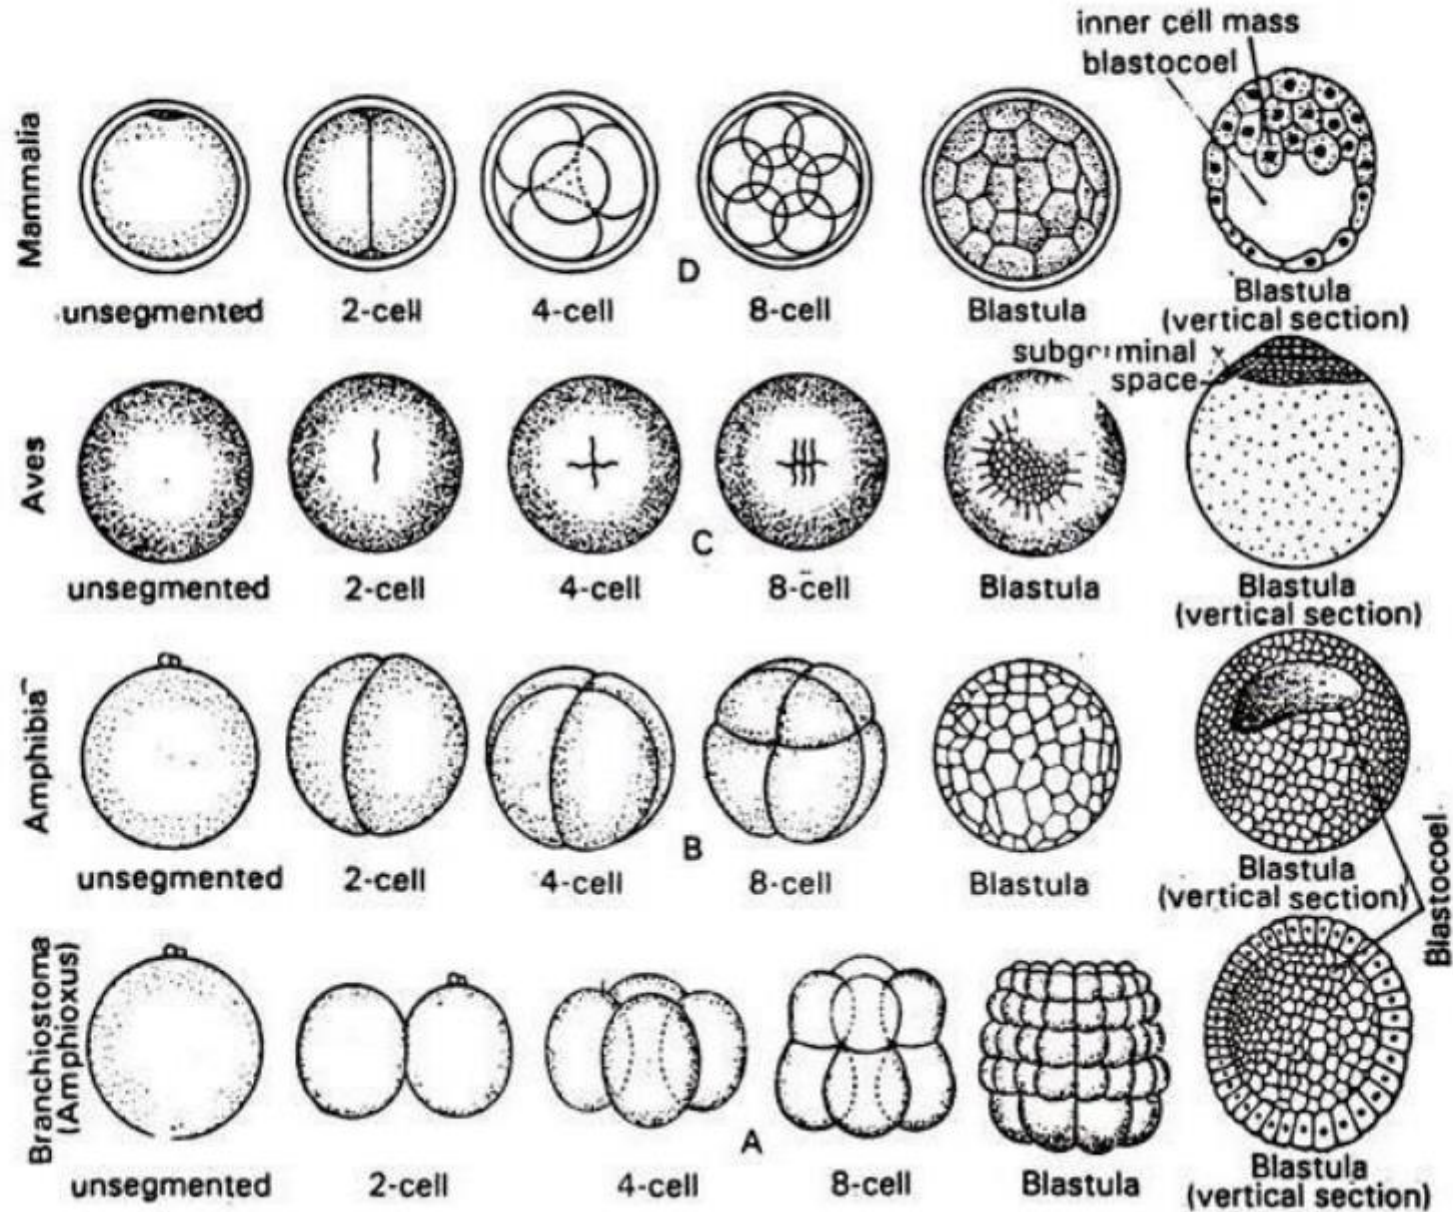 inner cell mass
blastocoel
Mammalia
unsegmented
2-cell
4-cell
D
8-cell
Blastula
Blastula
(vertical section)
space
Aves
unsegmented
2-cell
4-cell
C
8-cell
Blastula
Blastula
(vertical section)
Amphibia
unsegmented
2-cell
4-cell
B
8-cell
Blastula
Blastula
(vertical section)
Blastocoel
Branchiostoma
(Amphioxus)
unsegmented
2-cell
4-cell
A
8-cell
Blastula
Blastula
(vertical section)